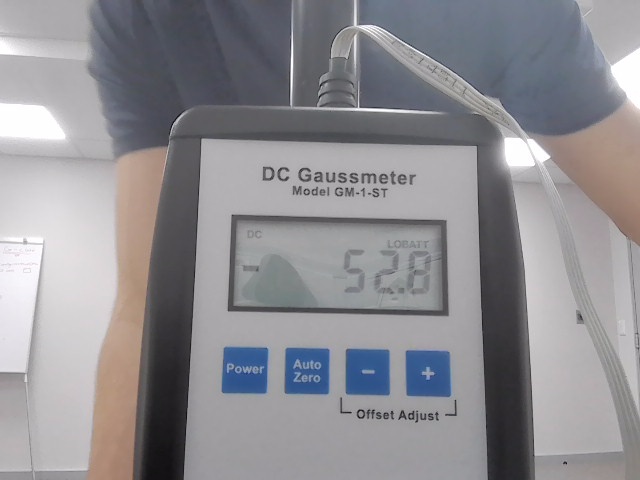 DC Gaussmeter
Model GM-1-ST
DC
LOBATT
- 52.8
Power
Auto
Zero
-
+
Offset Adjust